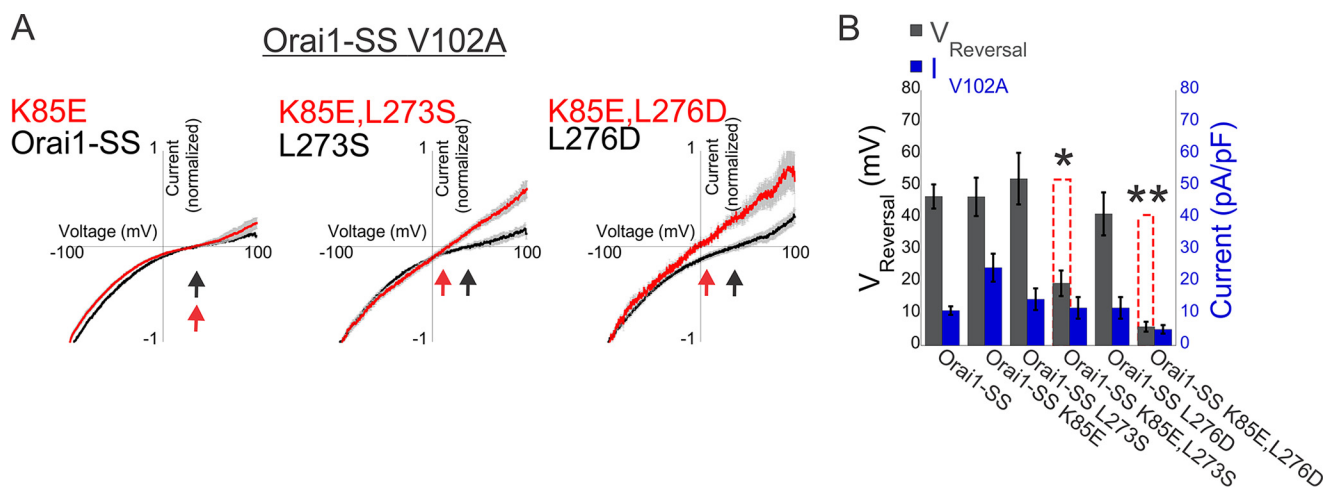 A
Orai1-SS V102A
K85E
Orai1-SS
Current
(normalized)
1
Voltage (mV)
-100
100
-1
K85E,L273S
L273S
Current
(normalized)
1
Voltage (mV)
-100
100
-1
K85E,L276D
L276D
Current
(normalized)
1
Voltage (mV)
-100
100
-1
B
V Reversal
I V102A
80
70
60
50
40
30
20
10
0
V Reversal (mV)
*
**
80
70
60
50
40
30
20
10
0
Current (pA/pF)
Orai1-SS
Orai1-SS K85E
Orai1-SS L273S
Orai1-SS K85E,L273S
Orai1-SS L276D
Orai1-SS K85E,L276D